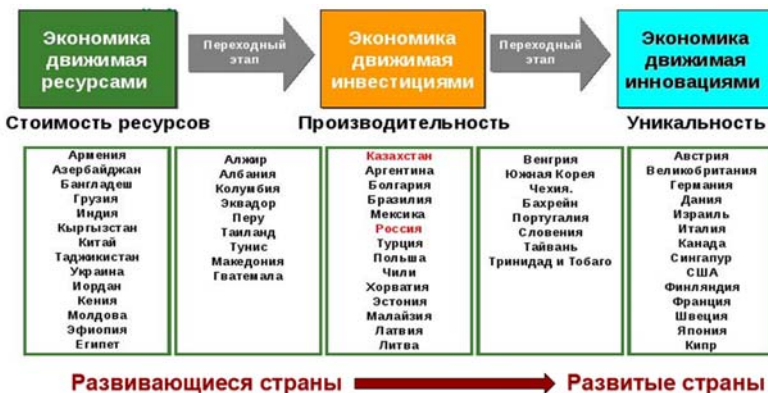 Экономика
движимая
ресурсами
Переходный
этап
Экономика
движимая
инвестициями
Переходный
этап
Экономика
движимая
инновациями
Стоимость ресурсов
Производительность
Уникальность
Армения
Азербайджан
Бангладеш
Грузия
Индия
Кыргызстан
Китай
Таджикистан
Украина
Иордан
Кения
Молдова
Эфиопия
Египет
Алжир
Албания
Колумбия
Эквадор
Перу
Таиланд
Тунис
Македония
Гватемала
Казахстан
Аргентина
Болгария
Бразилия
Мексика
Россия
Турция
Польша
Чили
Хорватия
Эстония
Малайзия
Латвия
Литва
Венгрия
Южная Корея
Чехия.
Бахрейн
Португалия
Словения
Тайвань
Тринидад и Тобаго
Австрия
Великобритания
Германия
Дания
Израиль
Италия
Канада
Сингапур
США
Финляндия
Франция
Швеция
Япония
Кипр
Развивающиеся страны
Развитые страны